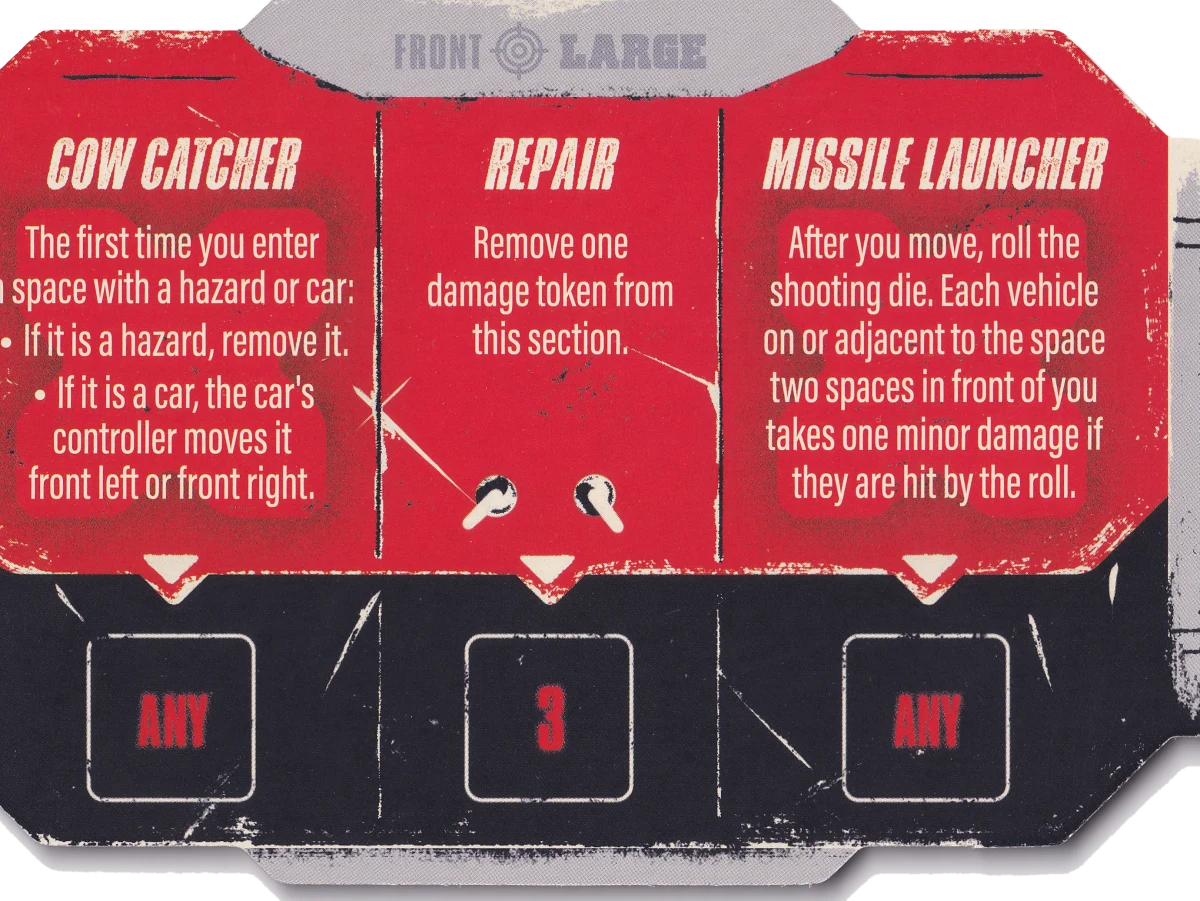 FRONT LARGE
COW CATCHER
The first time you enter
a space with a hazard or car:
• If it is a hazard, remove it.
• If it is a car, the car's
controller moves it
front left or front right.
ANY
REPAIR
Remove one
damage token from
this section.
3
MISSILE LAUNCHER
After you move, roll the
shooting die. Each vehicle
on or adjacent to the space
two spaces in front of you
takes one minor damage if
they are hit by the roll.
ANY